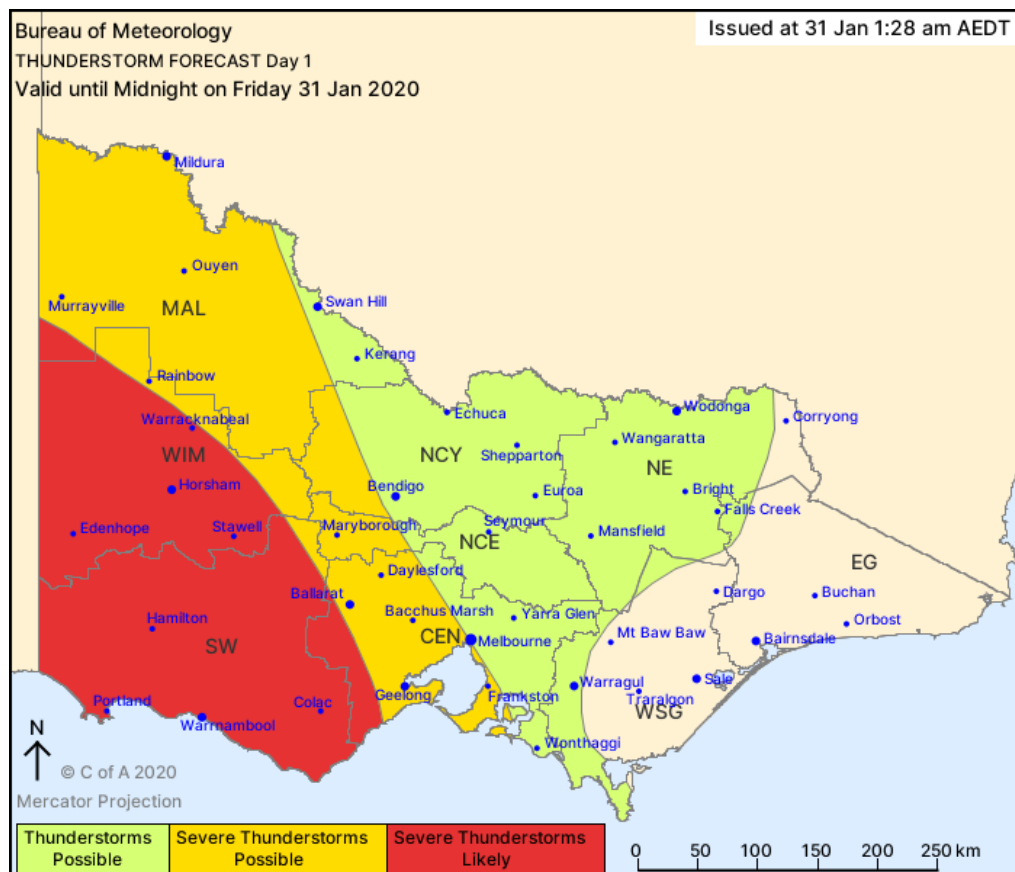 Bureau of Meteorology
Issued at 31 Jan 1:28 am AEDT
THUNDERSTORM FORECAST Day 1
Valid until Midnight on Friday 31 Jan 2020
Mildura
Ouyen
Murrayville
MAL
Swan Hill
Kerang
Rainbow
Echuca
Wodonga
Corryong
Warracknabeal
WIM
Wangaratta
NCY
Shepparton
NE
Horsham
Bendigo
Euroa
Bright
Falls Creek
Edenhope
Stawell
Maryborough
Seymour
NCE
Mansfield
EG
Daylesford
Ballarat
Dargo
Buchan
Bacchus Marsh
Yarra Glen
Hamilton
SW
CEN
Melbourne
Mt Baw Baw
Orbost
Bairnsdale
Geelong
Frankston
Warragul
Sale
Traralgon
WSG
Portland
Colac
Warrnambool
Wonthaggi
N
© C of A 2020
Mercator Projection
Thunderstorms
Possible
Severe Thunderstorms
Possible
Severe Thunderstorms
Likely
0 50 100 150 200 250 km